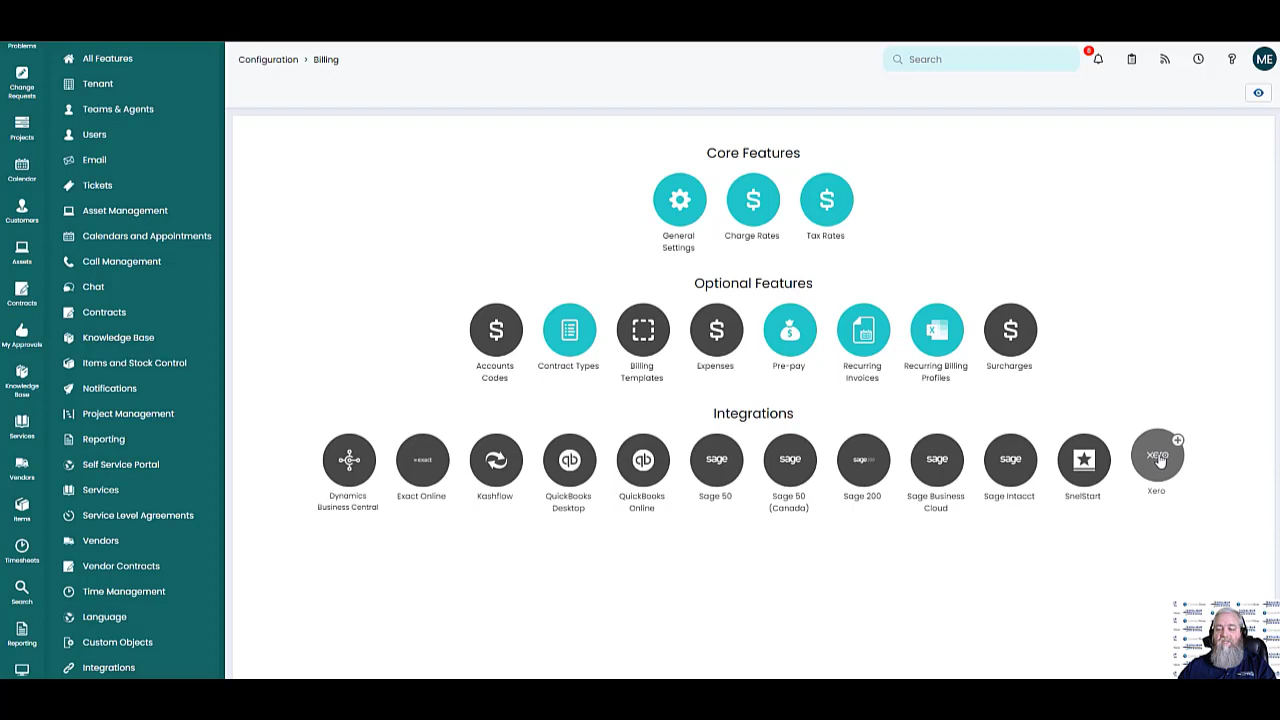 Problems
Change
Requests
Projects
Calendar
Customers
Assets
Contracts
My Approvals
Knowledge
Base
Services
Vendors
Items
Timesheets
Search
Reporting
All Features
Tenant
Teams & Agents
Users
Email
Tickets
Asset Management
Calendars and Appointments
Call Management
Chat
Contracts
Knowledge Base
Items and Stock Control
Notifications
Project Management
Reporting
Self Service Portal
Services
Service Level Agreements
Vendors
Vendor Contracts
Time Management
Language
Custom Objects
Integrations
Configuration > Billing
Search
8
ME
Core Features
General
Settings
Charge Rates
Tax Rates
Optional Features
Accounts
Codes
Contract Types
Billing
Templates
Expenses
Pre-pay
Recurring
Invoices
Recurring Billing
Profiles
Surcharges
Integrations
exact
qb
qb
sage
sage
sage
sage
xero
Dynamics
Business Central
Exact Online
Kashflow
QuickBooks
Desktop
QuickBooks
Online
Sage 50
Sage 50
(Canada)
Sage 200
Sage Business
Cloud
Sage Intacct
SnelStart
Xero